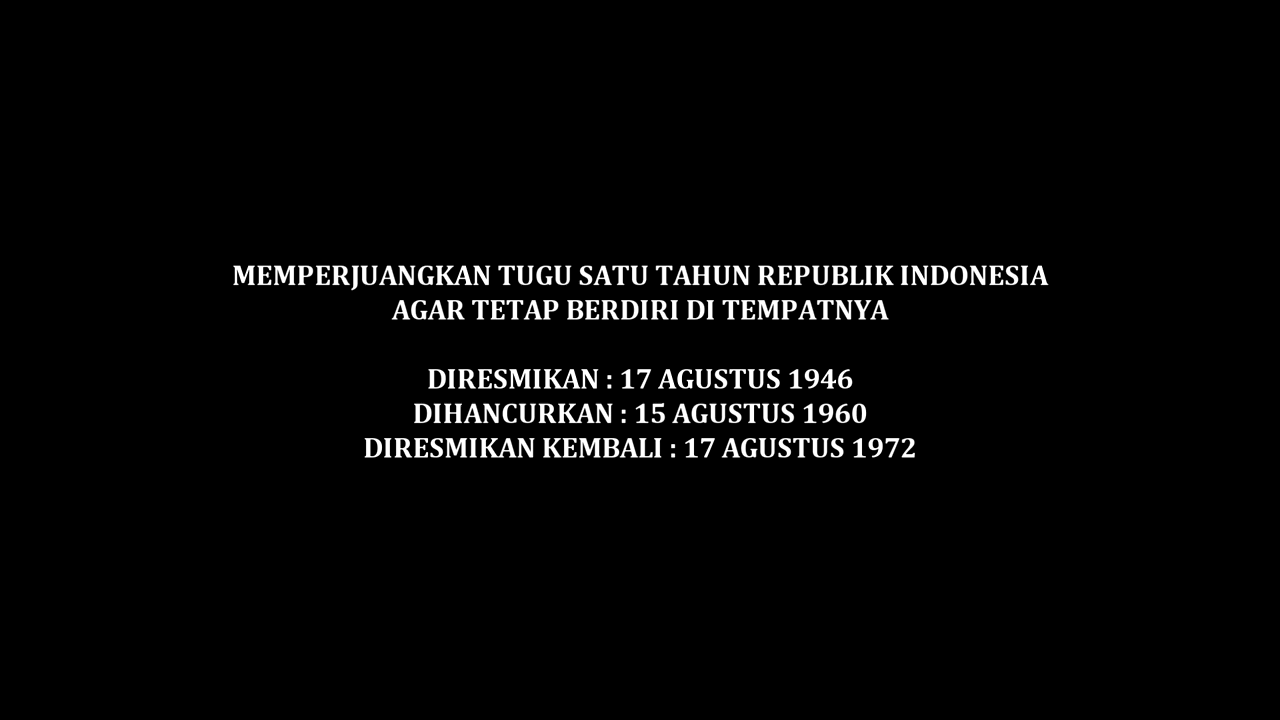 MEMPERJUANGKAN TUGU SATU TAHUN REPUBLIK INDONESIA
AGAR TETAP BERDIRI DI TEMPATNYA
DIRESMIKAN : 17 AGUSTUS 1946
DIHANCURKAN : 15 AGUSTUS 1960
DIRESMIKAN KEMBALI : 17 AGUSTUS 1972